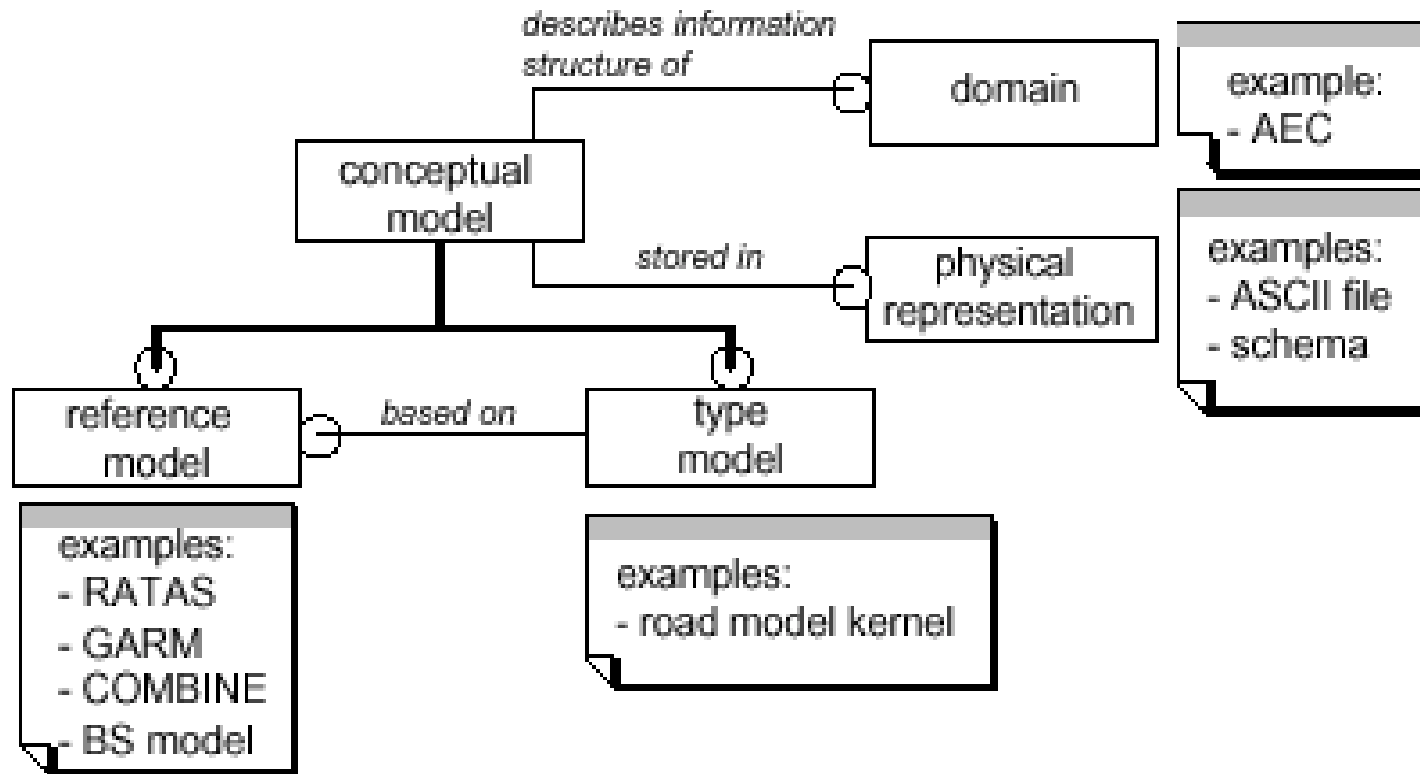 describes information
structure of
domain
example:
- AEC
conceptual
model
stored in
physical
representation
examples:
- ASCII file
- schema
reference
model
based on
type
model
examples:
- RATAS
- GARM
- COMBINE
- BS model
examples:
- road model kernel